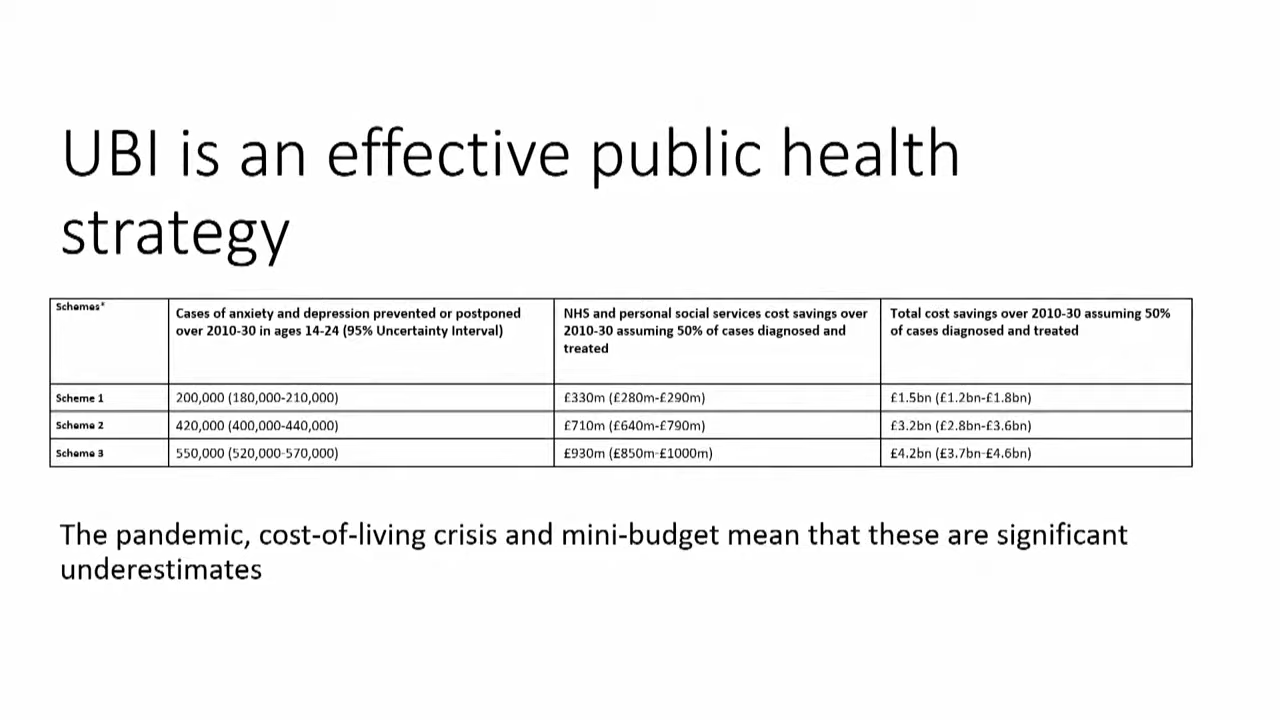 UBI is an effective public health
strategy
Schemes*
Cases of anxiety and depression prevented or postponed
over 2010-30 in ages 14-24 (95% Uncertainty Interval)
NHS and personal social services cost savings over
2010-30 assuming 50% of cases diagnosed and
treated
Total cost savings over 2010-30 assuming 50%
of cases diagnosed and treated
Scheme 1
200,000 (180,000-210,000)
£330m (£280m-£290m)
£1.5bn (£1.2bn-£1.8bn)
Scheme 2
420,000 (400,000-440,000)
£710m (£640m-£790m)
£3.2bn (£2.8bn-£3.6bn)
Scheme 3
550,000 (520,000-570,000)
£930m (£850m-£1000m)
£4.2bn (£3.7bn-£4.6bn)
The pandemic, cost-of-living crisis and mini-budget mean that these are significant
underestimates